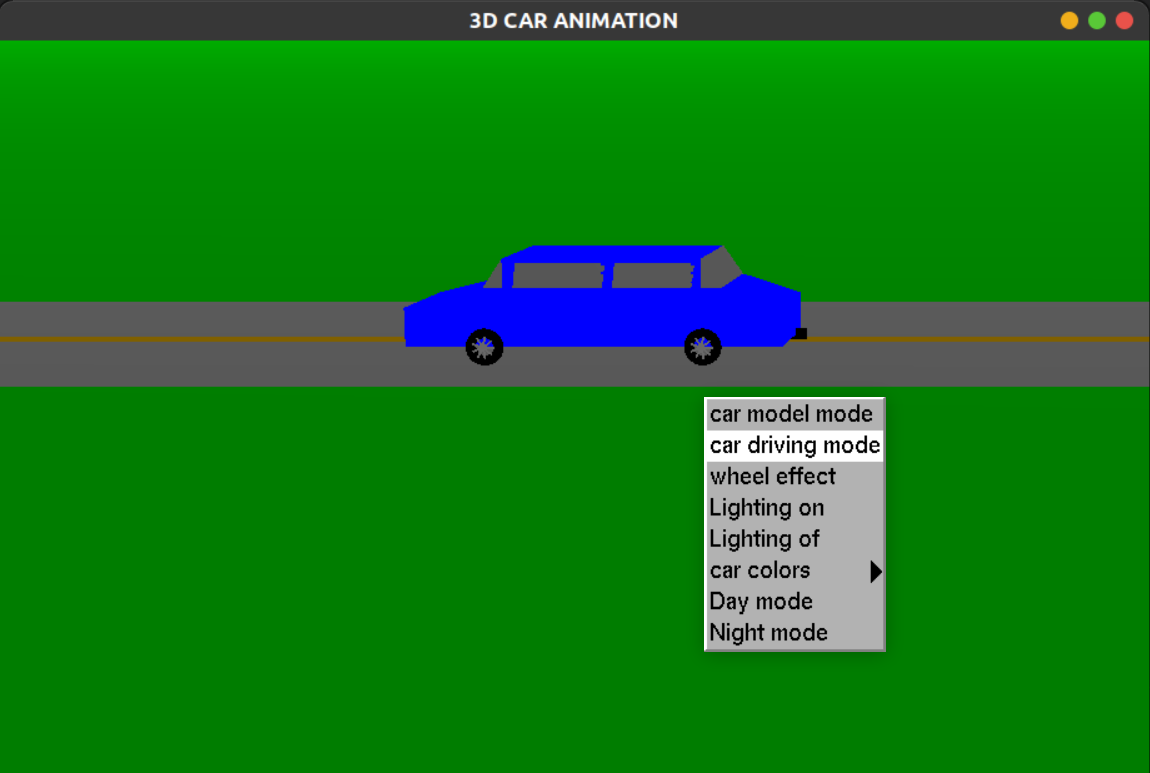 3D CAR ANIMATION
car model mode
car driving mode
wheel effect
Lighting on
Lighting of
car colors
Day mode
Night mode